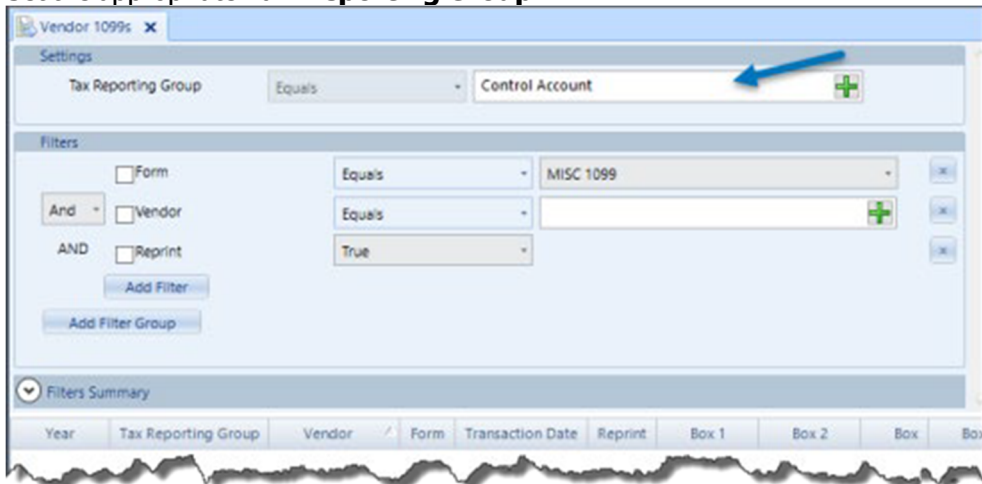 Vendor 1099s
Settings
Tax Reporting Group Equals Control Account
Filters
Form Equals MISC 1099
And Vendor Equals
AND Reprint True
Add Filter
Add Filter Group
Filters Summary
Year Tax Reporting Group Vendor Form Transaction Date Reprint Box 1 Box 2 Box Box